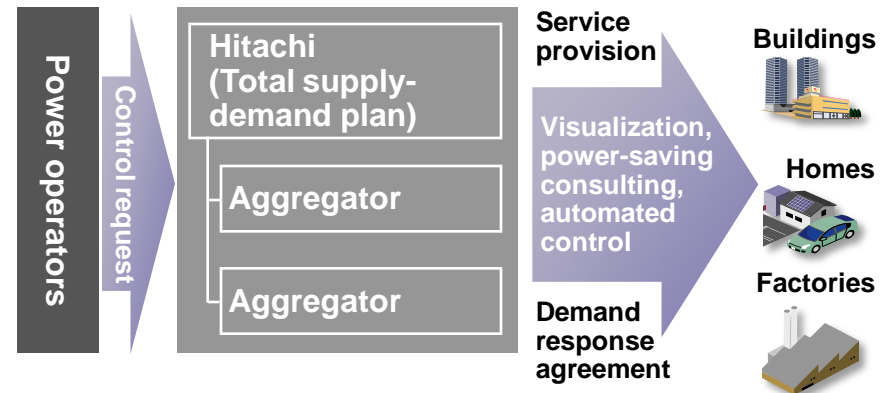 Power operators
Control request
Hitachi
(Total supply-
demand plan)
Aggregator
Aggregator
Service
provision
Visualization,
power-saving
consulting,
automated
control
Demand
response
agreement
Buildings
Homes
Factories